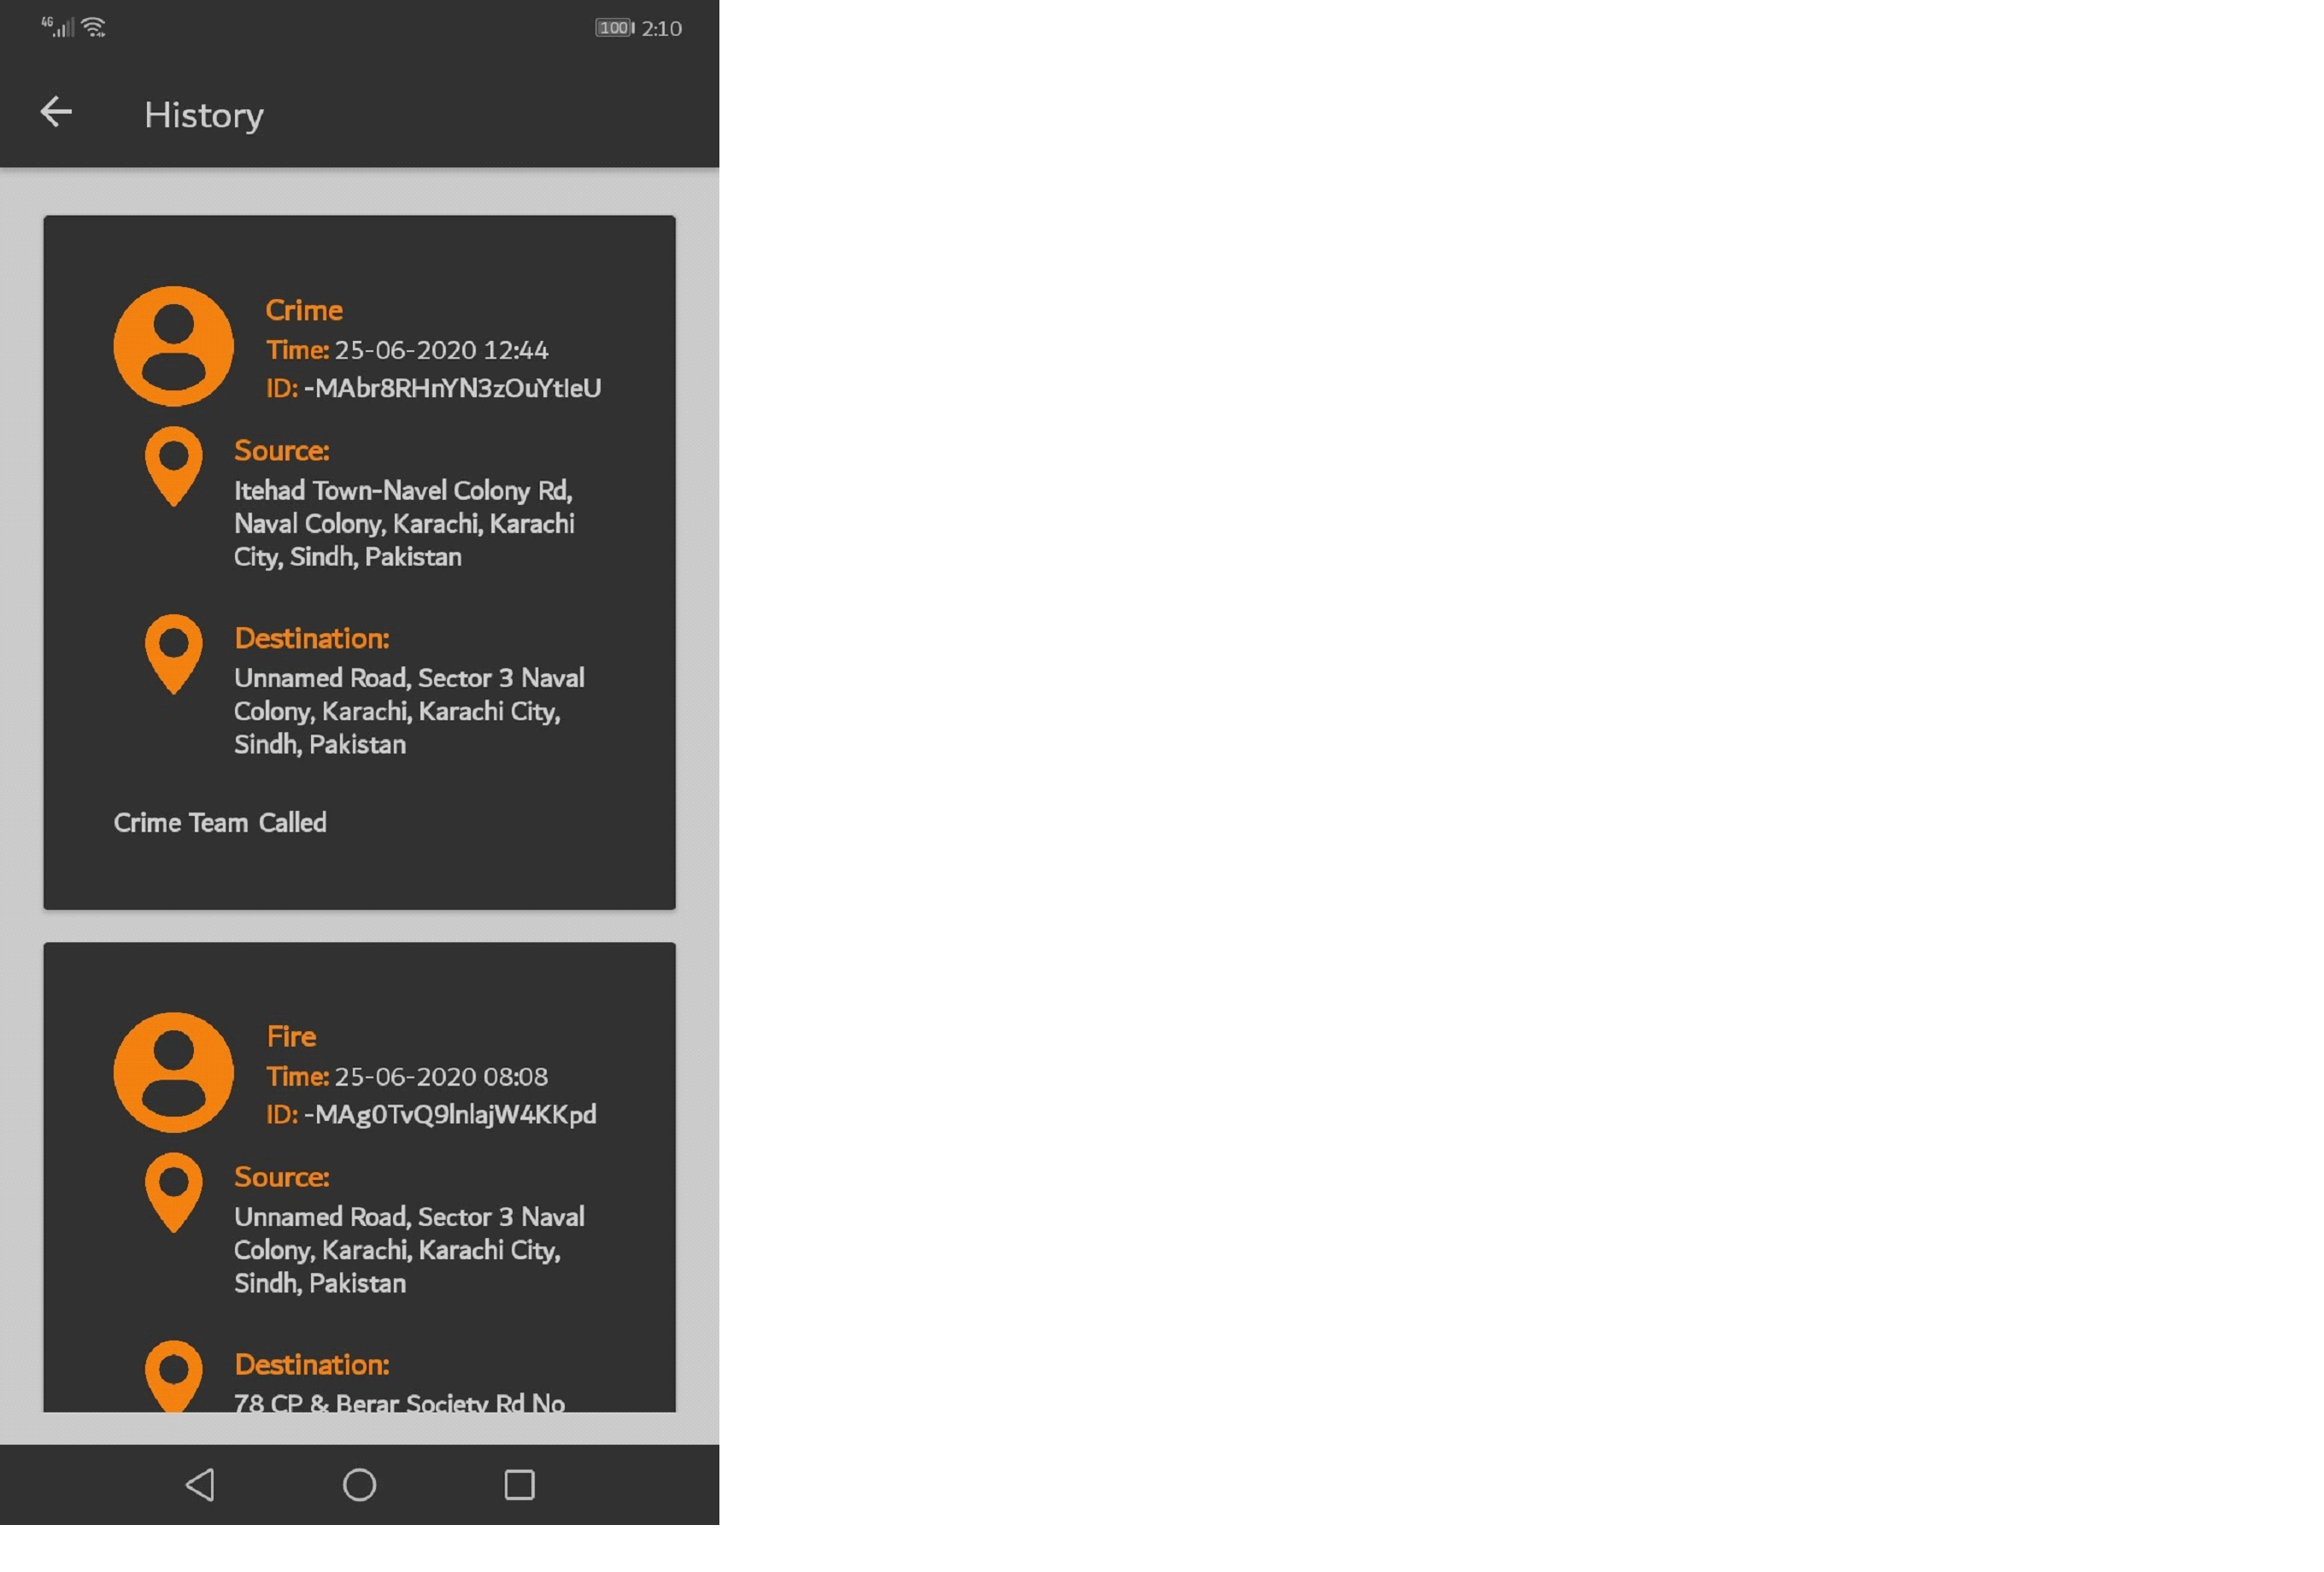 4G 100 2:10
History
Crime
Time: 25-06-2020 12:44
ID: -MAbr8RHnYN3zOuYtleU
Source:
Itehad Town-Navel Colony Rd,
Naval Colony, Karachi, Karachi
City, Sindh, Pakistan
Destination:
Unnamed Road, Sector 3 Naval
Colony, Karachi, Karachi City,
Sindh, Pakistan
Crime Team Called
Fire
Time: 25-06-2020 08:08
ID: -MAg0TvQ9lnlajW4KKpd
Source:
Unnamed Road, Sector 3 Naval
Colony, Karachi, Karachi City,
Sindh, Pakistan
Destination:
78 CP & Berar Society Rd No